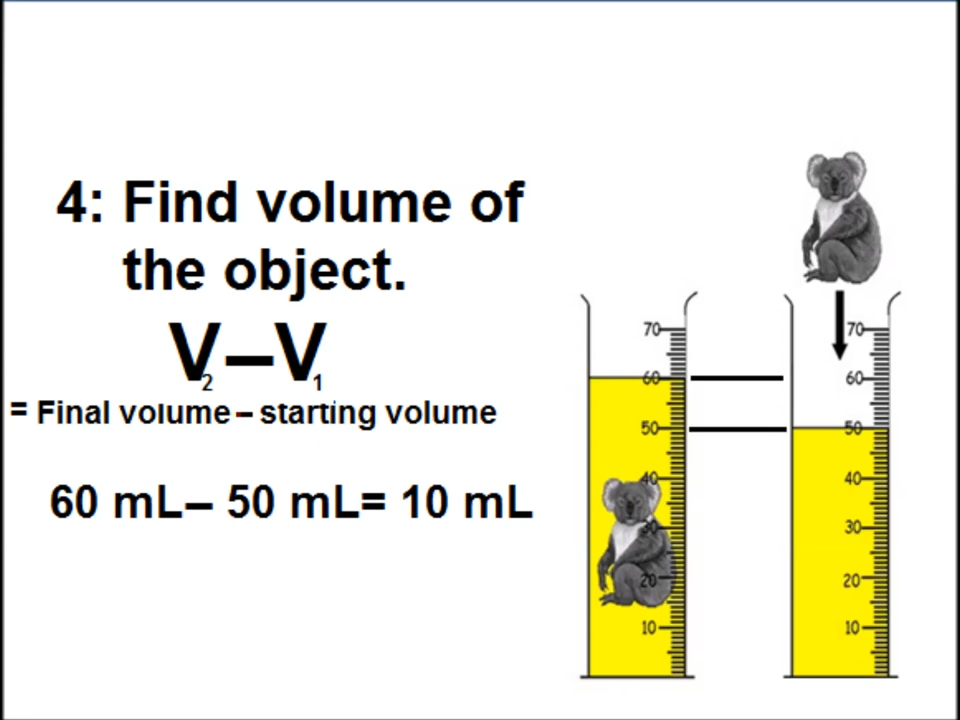 4: Find volume of
the object.
V₂–V₁
= Final volume – starting volume
60 mL– 50 mL= 10 mL
70
60
50
40
30
20
10
70
60
50
40
30
20
10